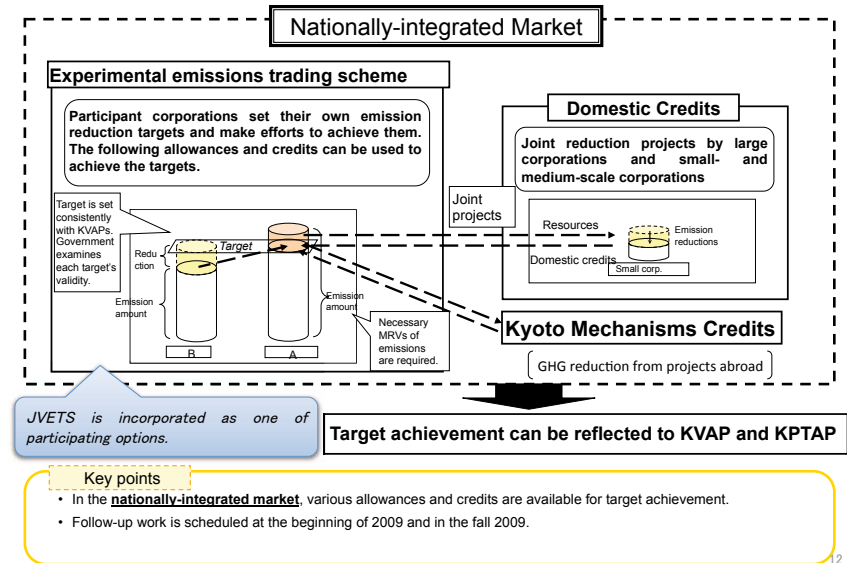 Nationally-integrated Market
Experimental emissions trading scheme
Participant corporations set their own emission
reduction targets and make efforts to achieve them.
The following allowances and credits can be used to
achieve the targets.
Target is set
consistently
with KVAPs.
Government
examines
each target's
validity.
Redu
ction
Target
Emission
amount
Emission
amount
B
A
Necessary
MRVs of
emissions
are required.
Joint
projects
Domestic Credits
Joint reduction projects by large
corporations and small- and
medium-scale corporations
Resources
Emission
reductions
Domestic credits
Small corp.
Kyoto Mechanisms Credits
GHG reduction from projects abroad
JVETS is incorporated as one of
participating options.
Target achievement can be reflected to KVAP and KPTAP
Key points
• In the nationally-integrated market, various allowances and credits are available for target achievement.
• Follow-up work is scheduled at the beginning of 2009 and in the fall 2009.
12